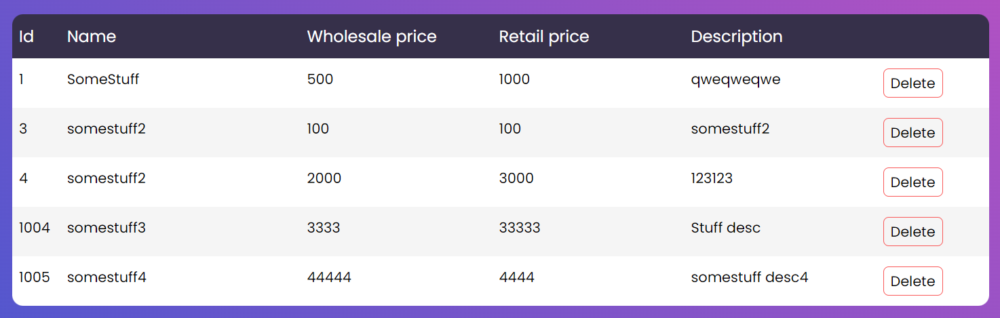 Id Name Wholesale price Retail price Description
1 SomeStuff 500 1000 qweqweqwe Delete
3 somestuff2 100 100 somestuff2 Delete
4 somestuff2 2000 3000 123123 Delete
1004 somestuff3 3333 33333 Stuff desc Delete
1005 somestuff4 44444 4444 somestuff desc4 Delete